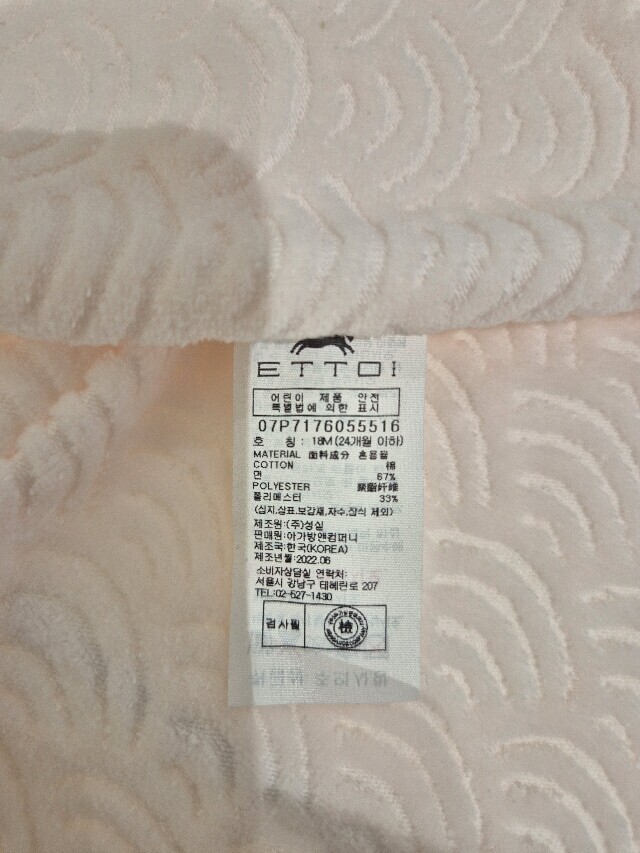 ETTOI
어린이 제품 안전
특별법에 의한 표시
07P7176055516
호 칭 : 18M (24개월 이하)
MATERIAL 面料成分 혼용율
COTTON 棉
면 67%
POLYESTER 聚酯纤维
폴리에스터 33%
(심지,상표,보강재,자수,장식 제외)
제조원:(주)성실
판매원:아가방앤컴퍼니
제조국:한국(KOREA)
제조년월:2022.06
소비자상담실 연락처:
서울시 강남구 테헤란로 207
TEL:02-527-1430
검사필 檢